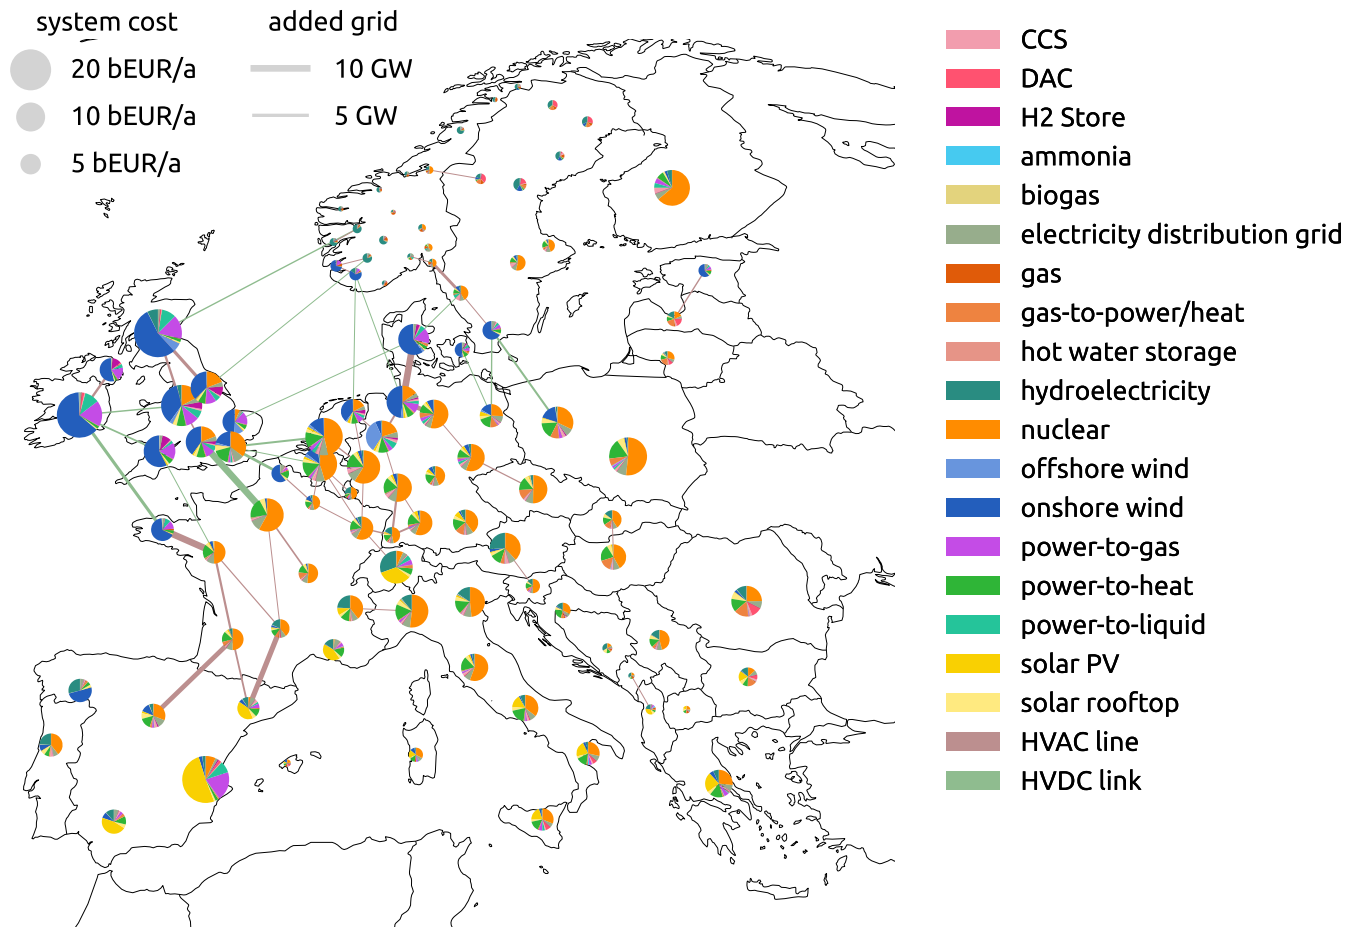 system cost
added grid
20 bEUR/a
10 GW
10 bEUR/a
5 GW
5 bEUR/a
CCS
DAC
H2 Store
ammonia
biogas
electricity distribution grid
gas
gas-to-power/heat
hot water storage
hydroelectricity
nuclear
offshore wind
onshore wind
power-to-gas
power-to-heat
power-to-liquid
solar PV
solar rooftop
HVAC line
HVDC link